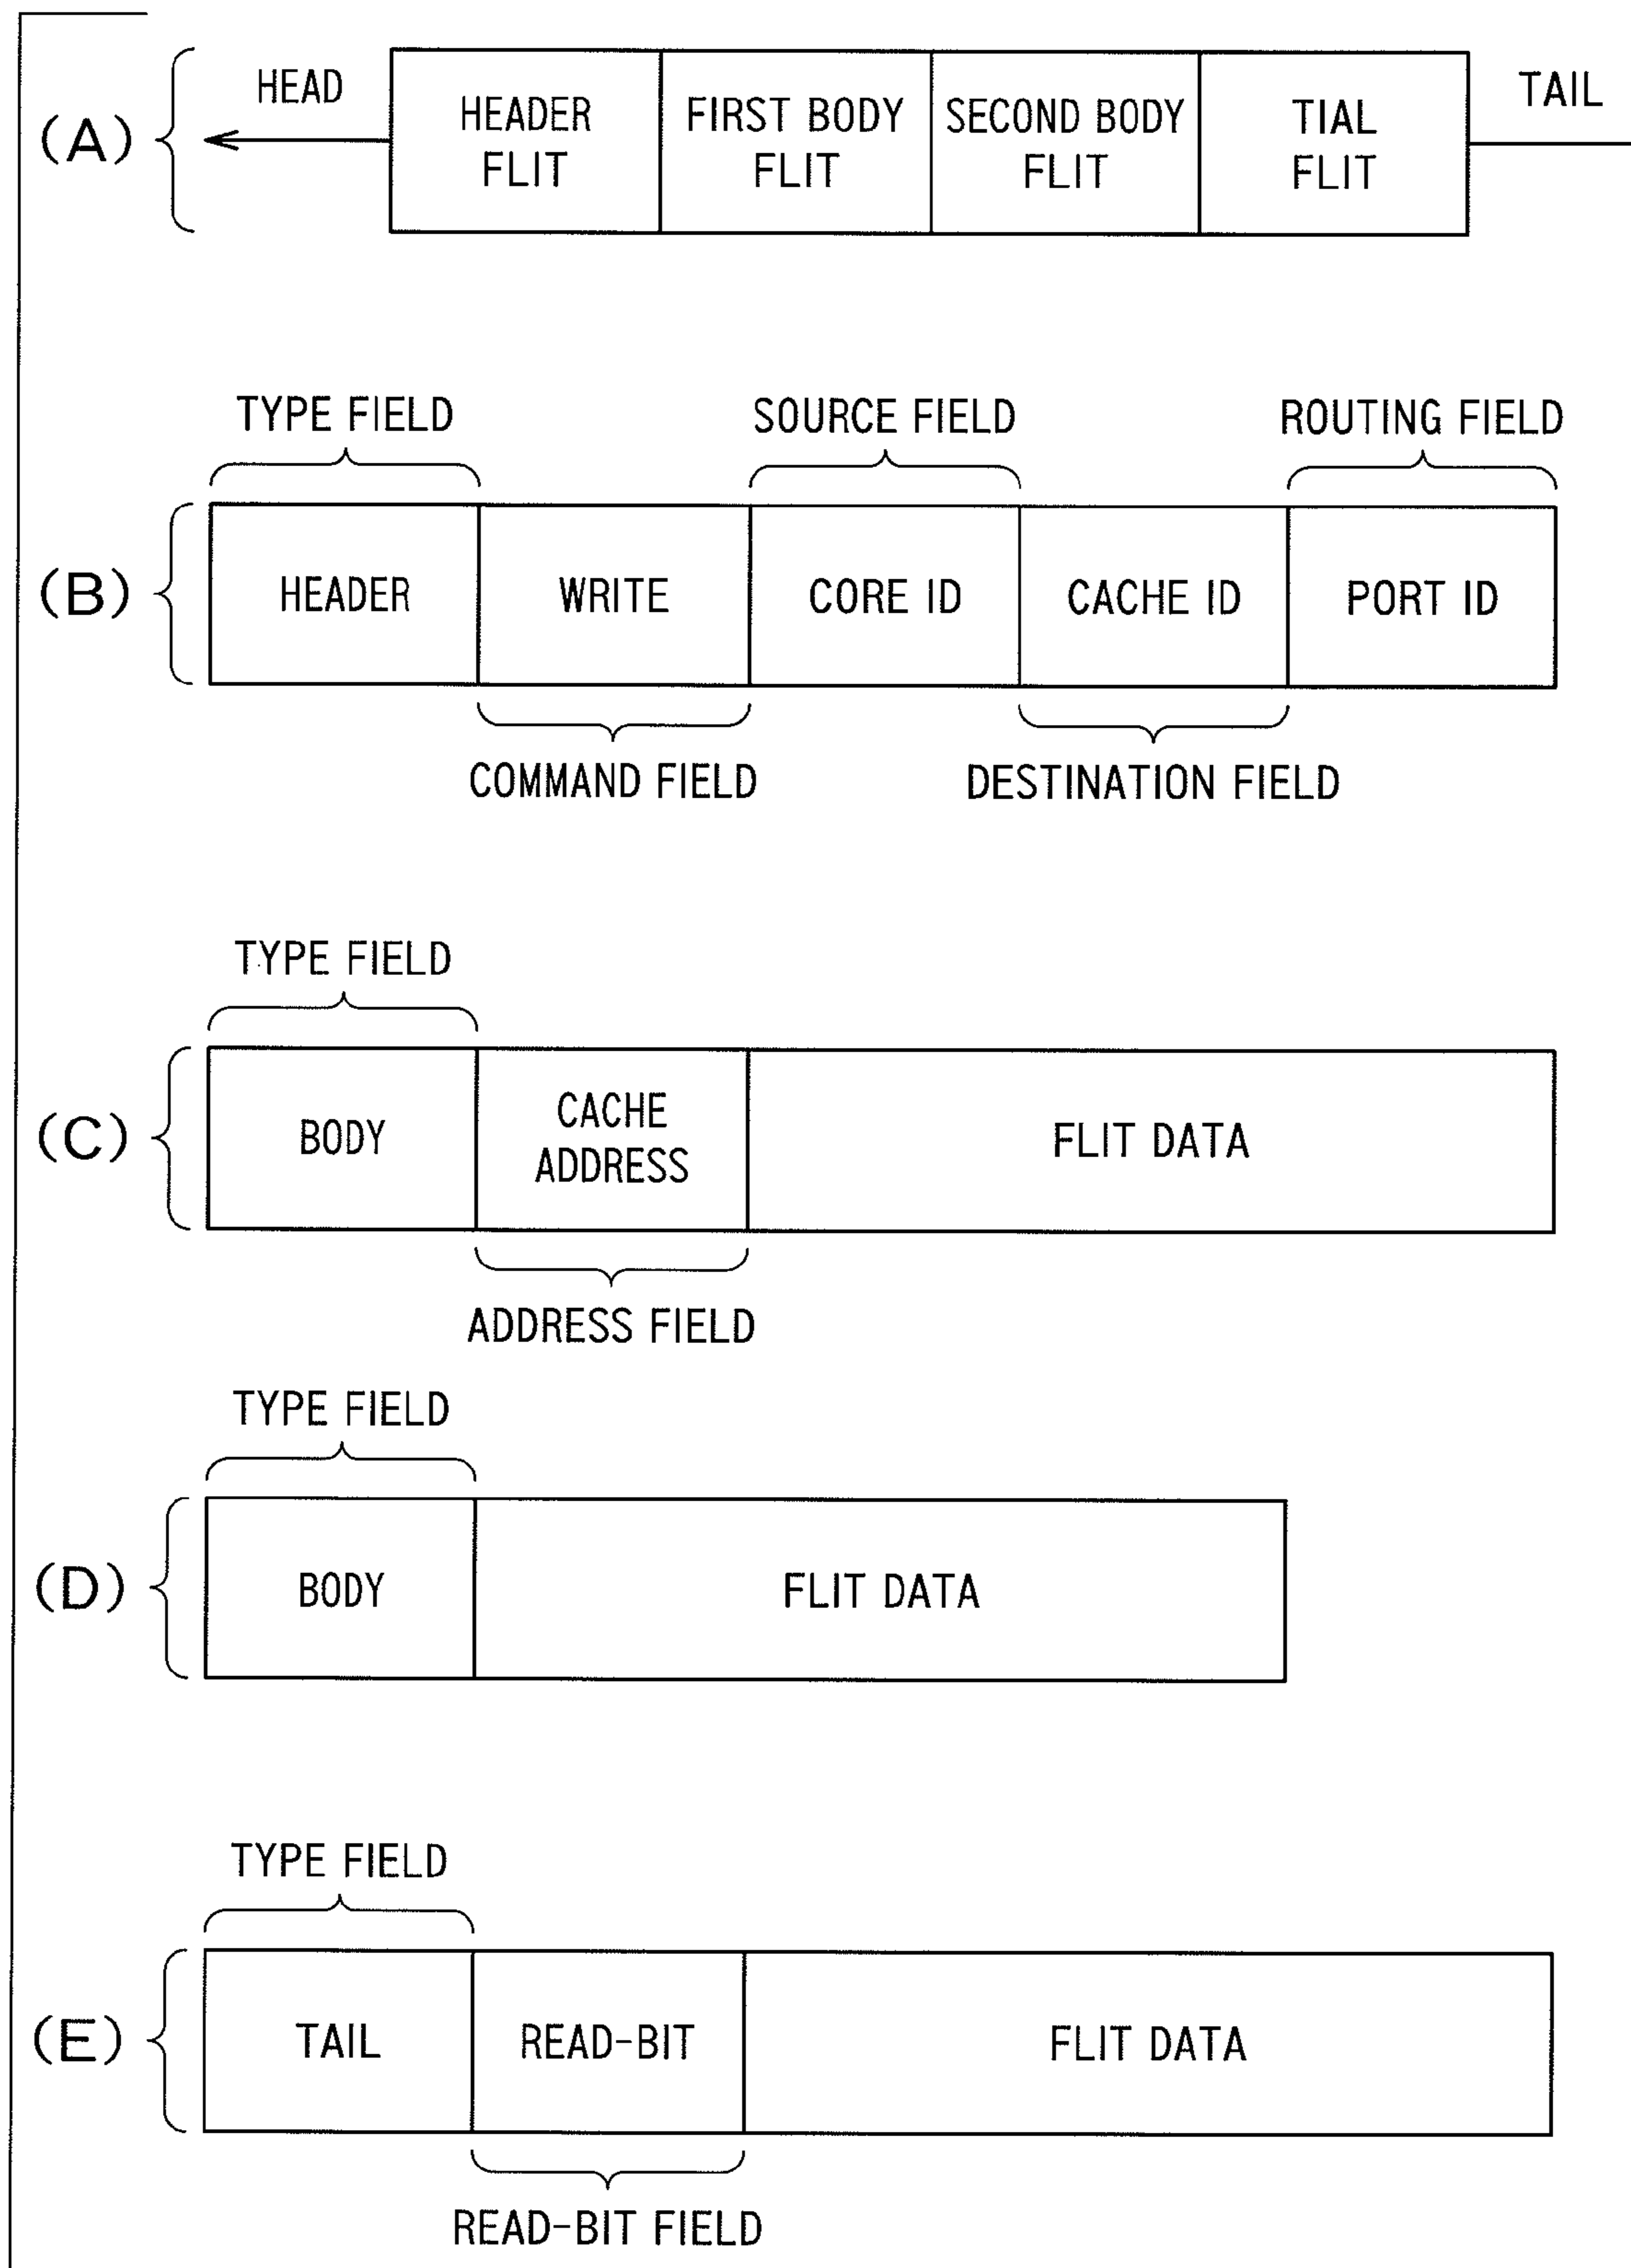 (A)
HEAD
HEADER
FLIT
FIRST BODY
FLIT
SECOND BODY
FLIT
TIAL
FLIT
TAIL
TYPE FIELD
SOURCE FIELD
ROUTING FIELD
(B)
HEADER
WRITE
CORE ID
CACHE ID
PORT ID
COMMAND FIELD
DESTINATION FIELD
TYPE FIELD
(C)
BODY
CACHE
ADDRESS
FLIT DATA
ADDRESS FIELD
TYPE FIELD
(D)
BODY
FLIT DATA
TYPE FIELD
(E)
TAIL
READ-BIT
FLIT DATA
READ-BIT FIELD